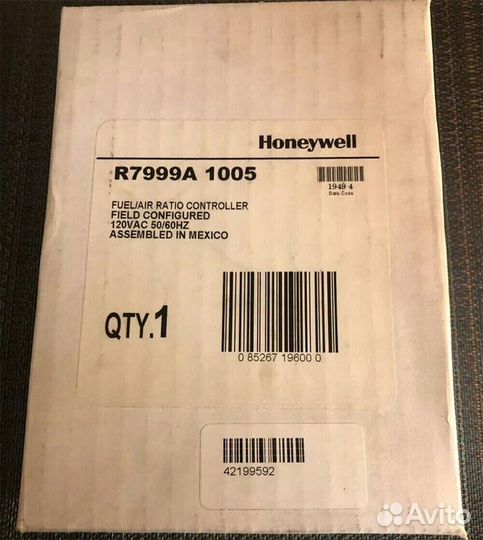 Honeywell
R7999A 1005
1949 4
Date Code
FUEL/AIR RATIO CONTROLLER
FIELD CONFIGURED
120VAC 50/60HZ
ASSEMBLED IN MEXICO
QTY.1
0 85267 19600 0
42199592
Avito